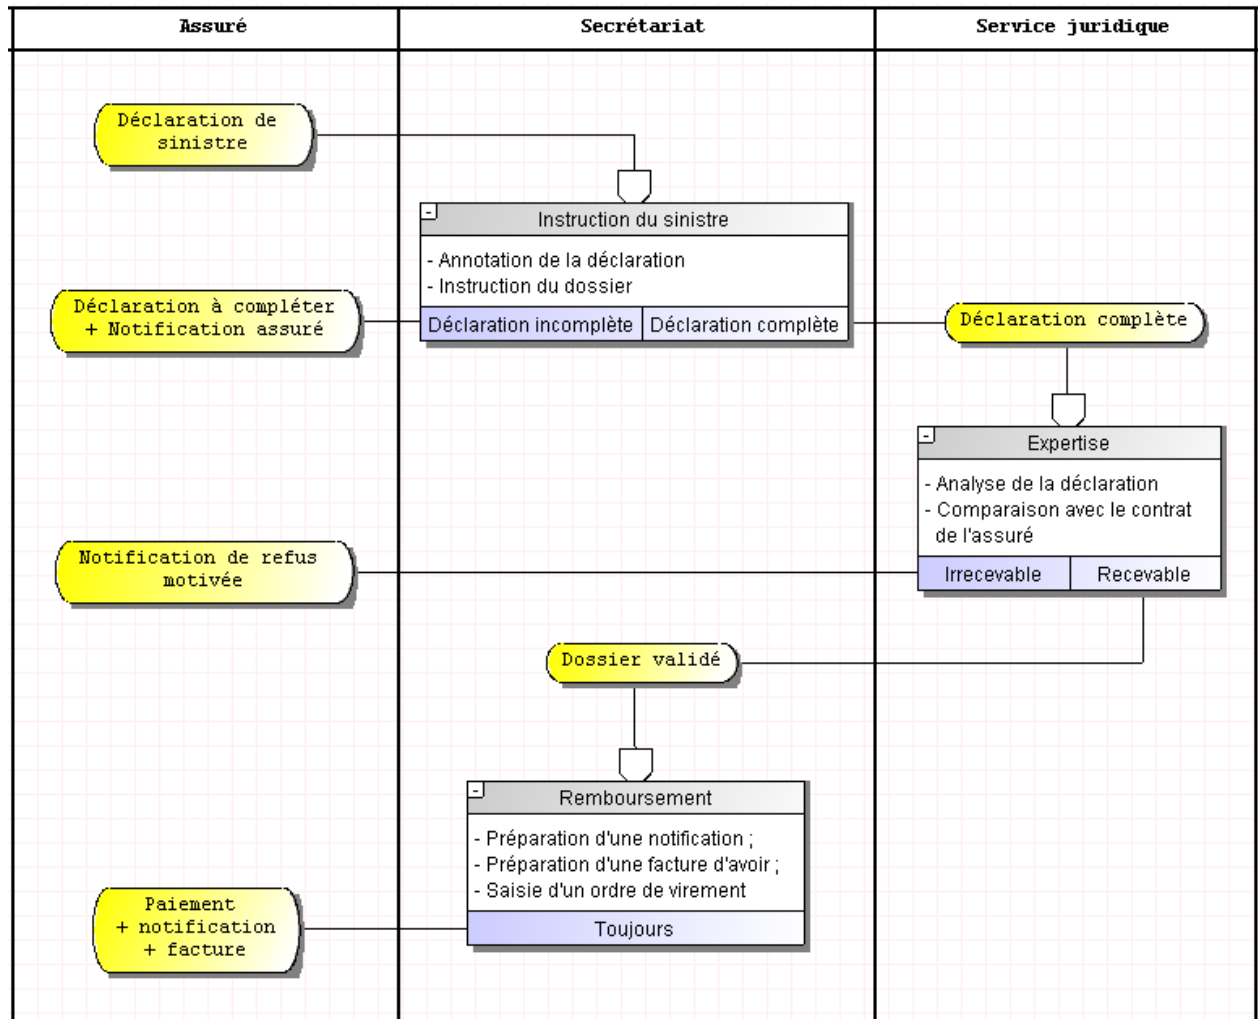 Assuré
Secrétariat
Service juridique
Déclaration de
sinistre
Instruction du sinistre
- Annotation de la déclaration
- Instruction du dossier
Déclaration incomplète
Déclaration complète
Déclaration à compléter
+ Notification assuré
Déclaration complète
Expertise
- Analyse de la déclaration
- Comparaison avec le contrat
de l'assuré
Irrecevable
Recevable
Notification de refus
motivée
Dossier validé
Remboursement
- Préparation d'une notification ;
- Préparation d'une facture d'avoir ;
- Saisie d'un ordre de virement
Toujours
Paiement
+ notification
+ facture